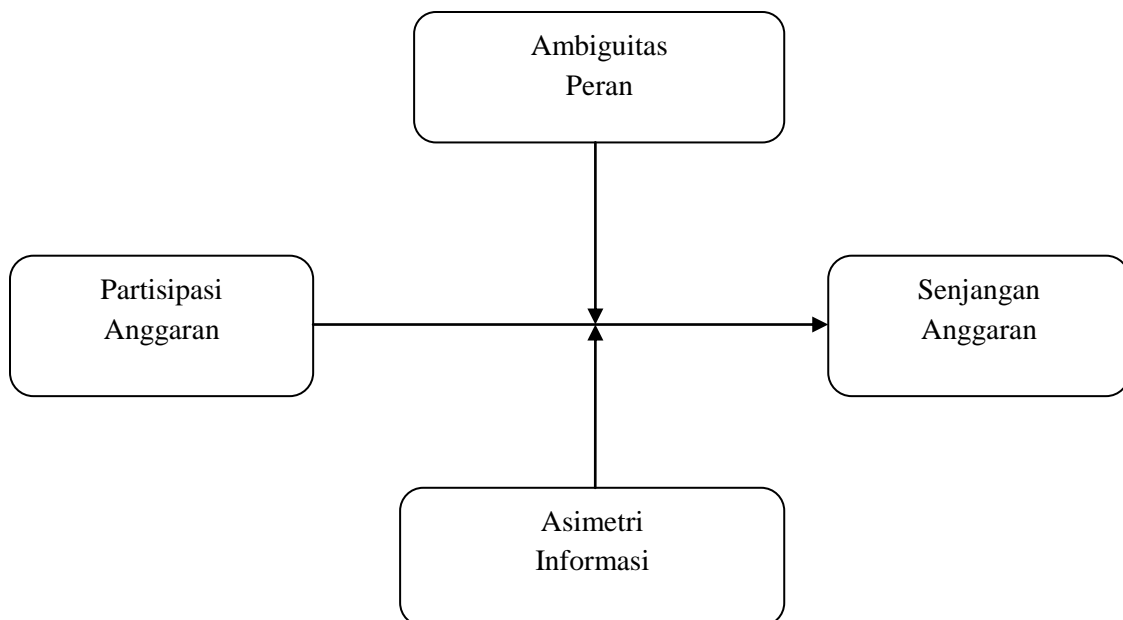 Ambiguitas
Peran
Partisipasi
Anggaran
Senjangan
Anggaran
Asimetri
Informasi